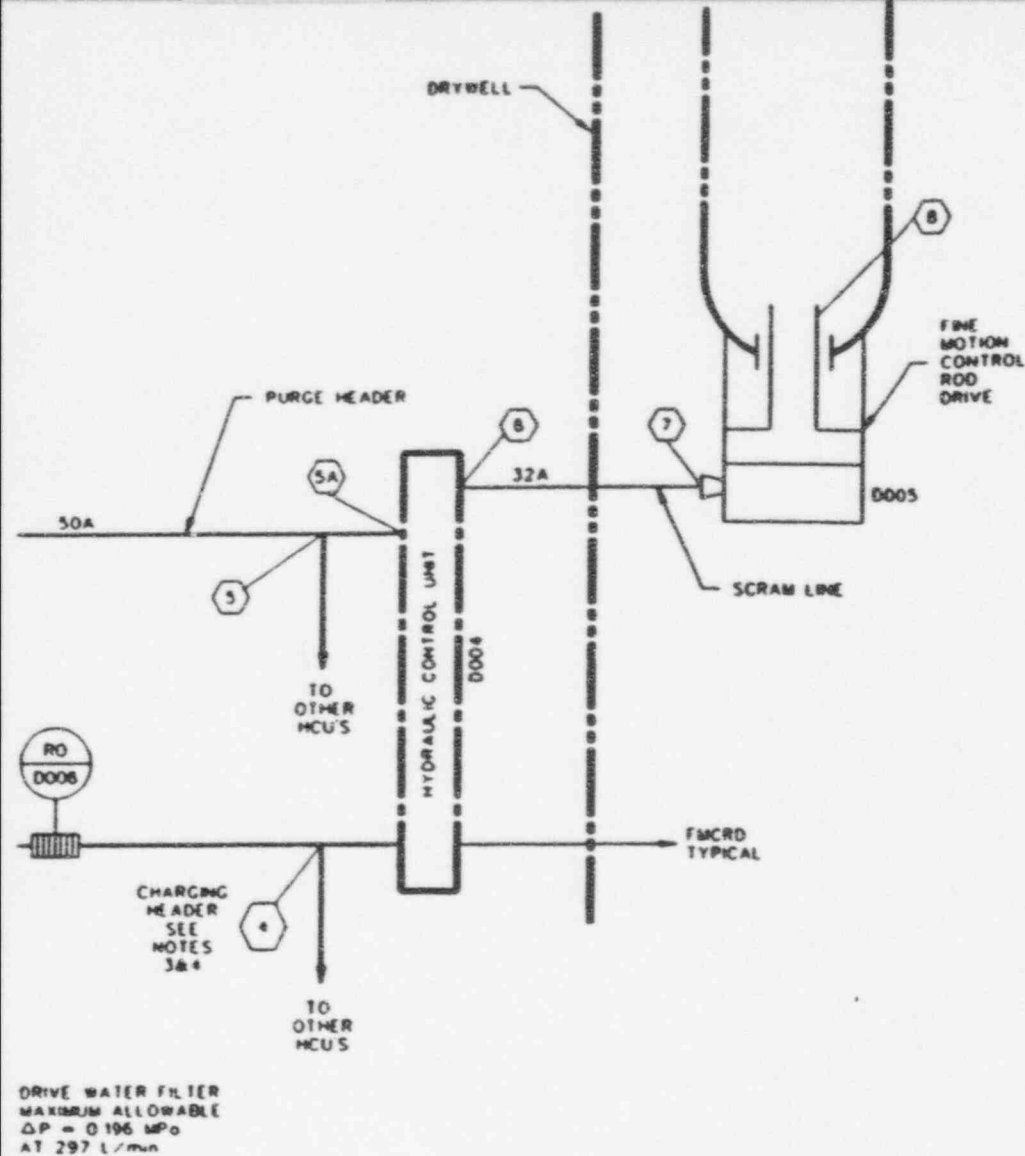 DRYWELL
8
FINE
MOTION
CONTROL
ROD
DRIVE
PURGE HEADER
6
7
5A
32A
D005
50A
SCRAM LINE
5
HYDRAULIC CONTROL UNIT
D004
TO
OTHER
HCU'S
RO
D008
FMCRD
TYPICAL
CHARGING
HEADER
SEE
NOTES
3&4
4
TO
OTHER
HCU'S
DRIVE WATER FILTER
MAXIMUM ALLOWABLE
ΔP = 0.196 MPa
AT 297 L/min